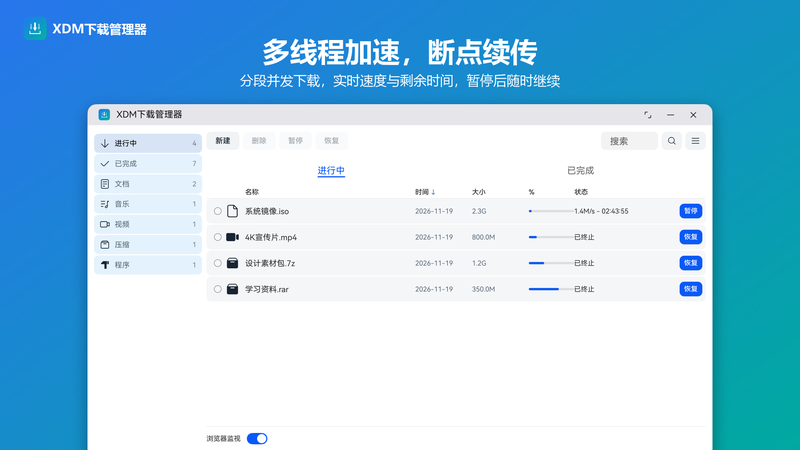 XDM下载管理器
多线程加速，断点续传
分段并发下载，实时速度与剩余时间，暂停后随时继续
XDM下载管理器
进行中 4
已完成 7
文档 2
音乐 1
视频 1
压缩 1
程序 1
新建 删除 暂停 恢复 搜索
进行中 已完成
名称 时间 ↓ 大小 % 状态
系统镜像.iso 2026-11-19 2.3G 1.4M/s - 02:43:55 暂停
4K宣传片.mp4 2026-11-19 800.0M 已终止 恢复
设计素材包.7z 2026-11-19 1.2G 已终止 恢复
学习资料.rar 2026-11-19 350.0M 已终止 恢复
浏览器监视